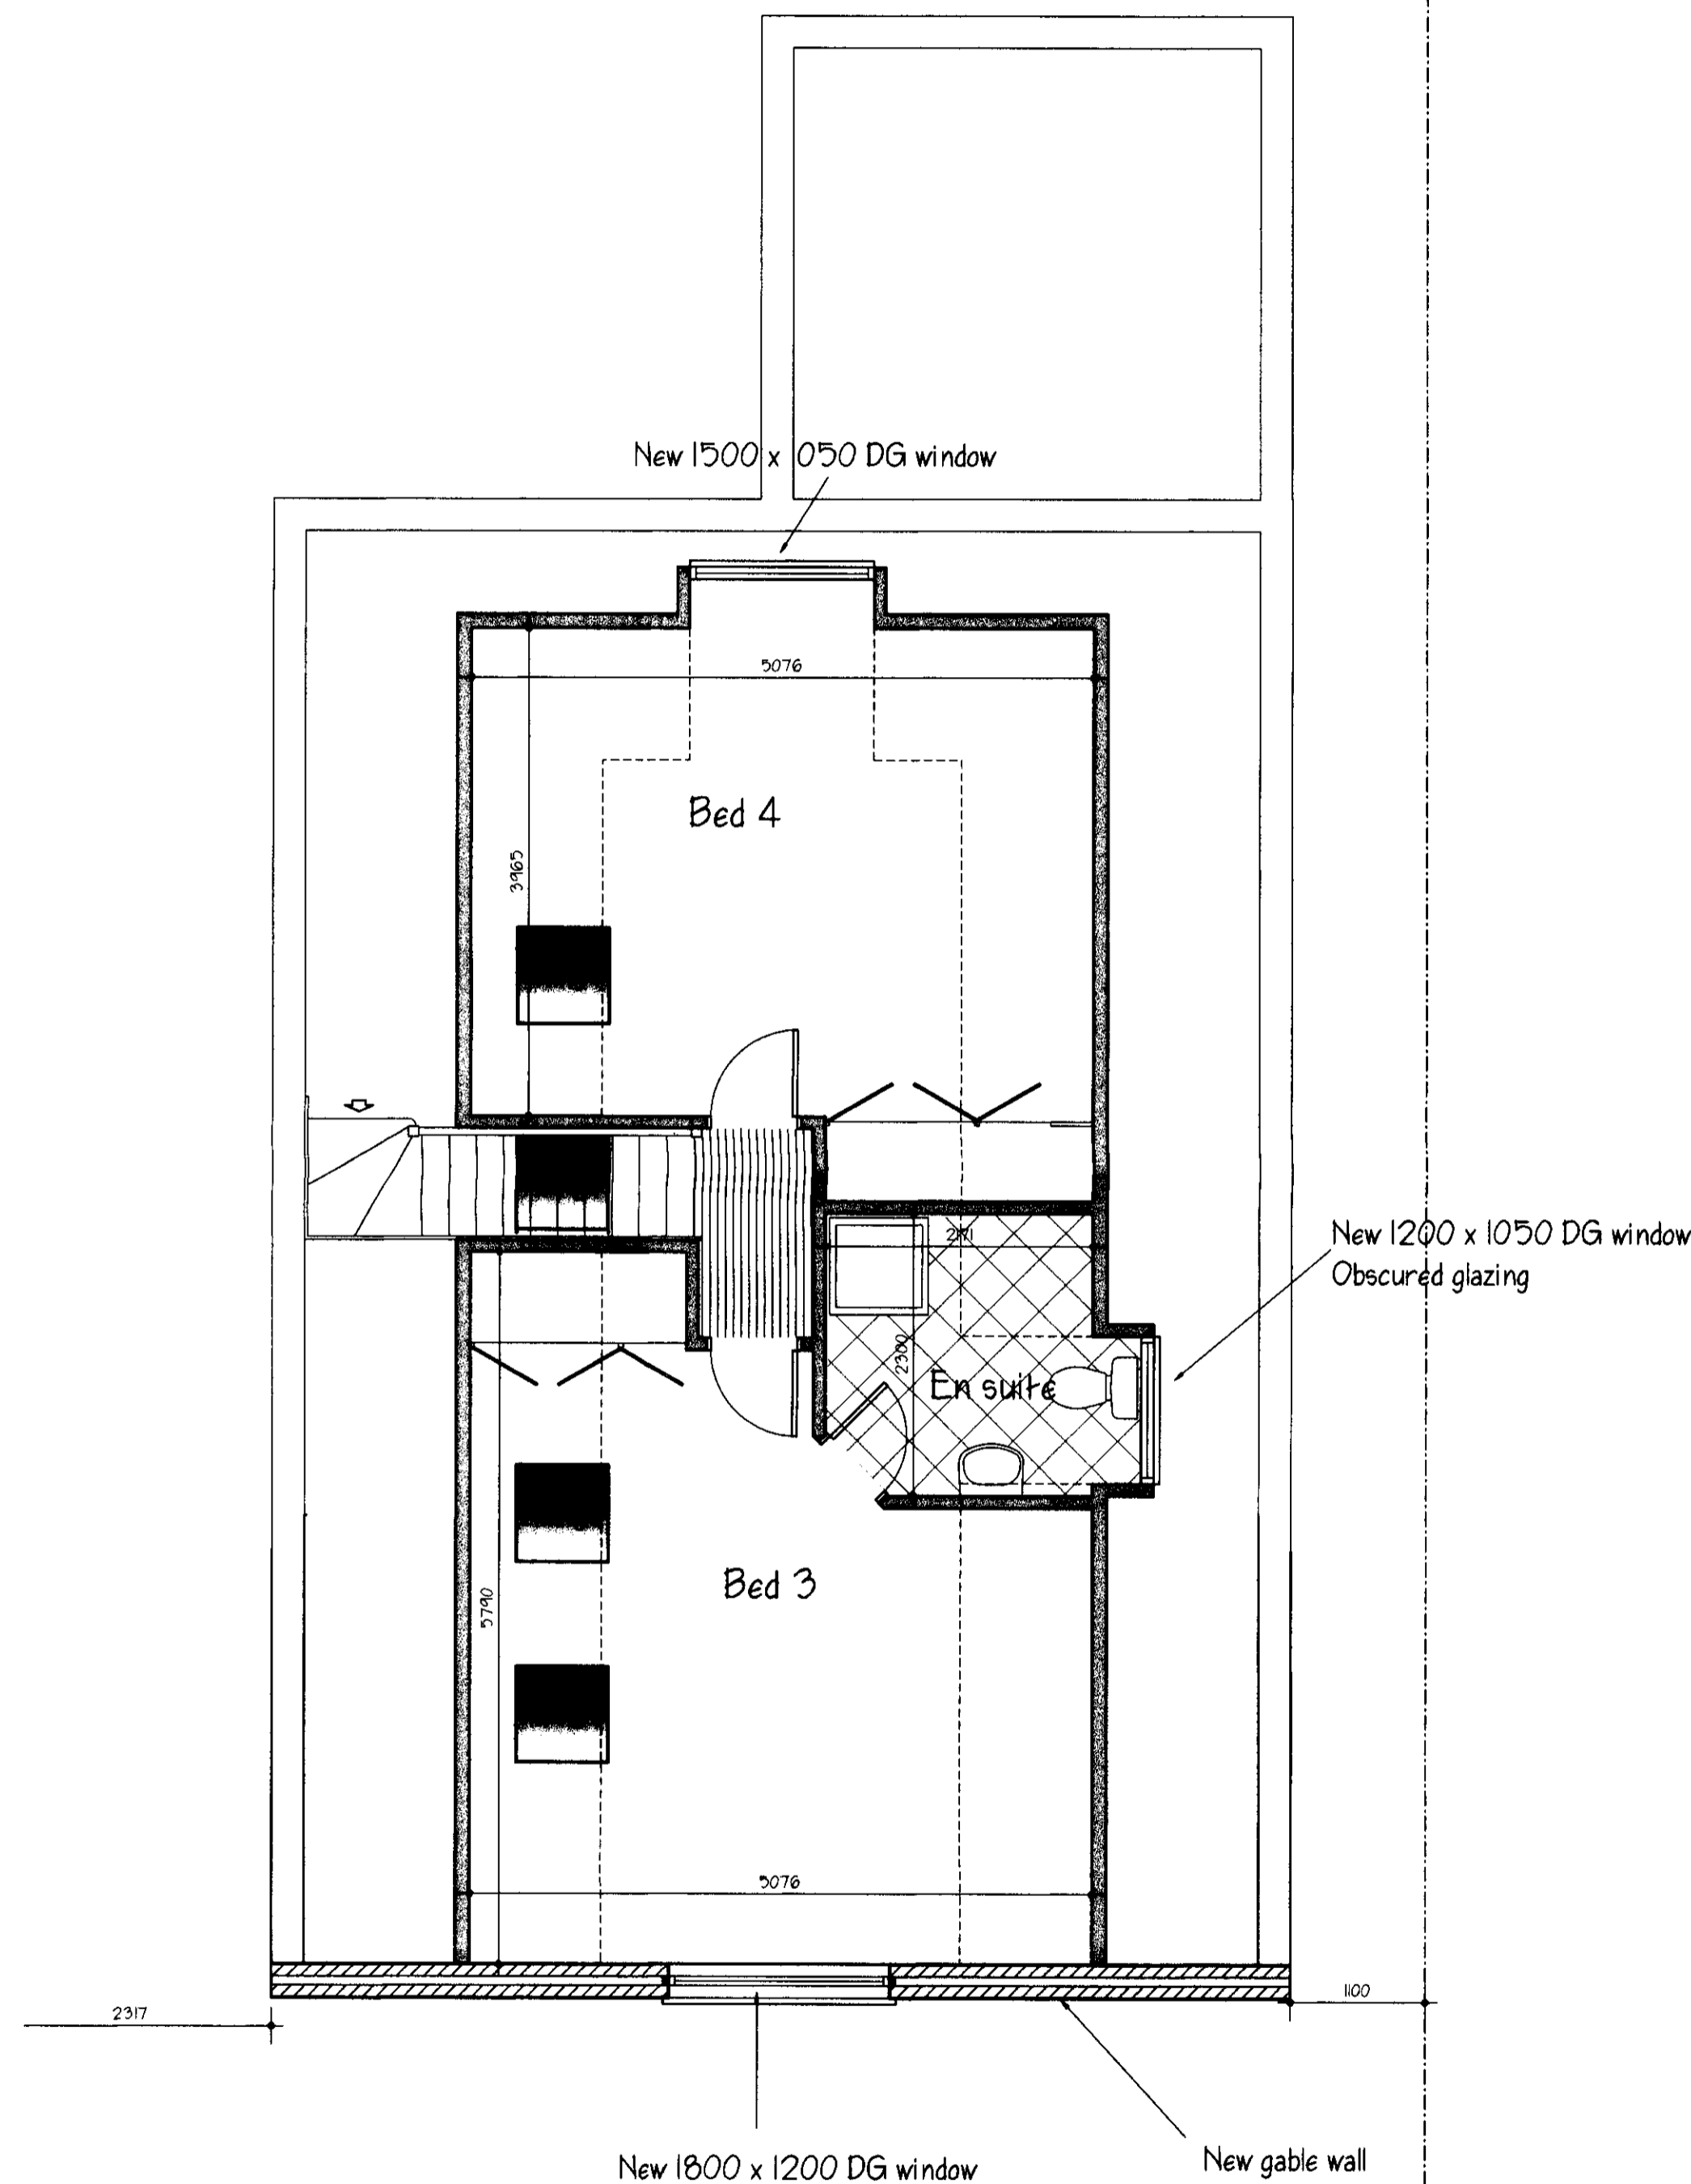 New 1500 x 050 DG window
5076
Bed 4
3965
New 1200 x 1050 DG window
Obscured glazing
2171
2300
En suite
Bed 3
5790
5076
1100
2317
New 1800 x 1200 DG window
New gable wall